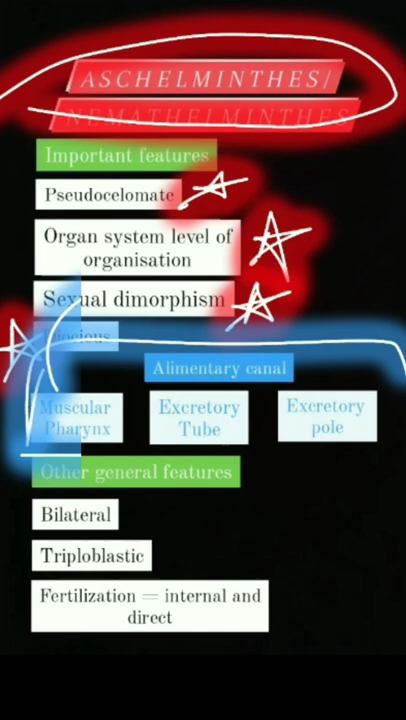 ASCHELMINTHES/
NEMATHELMINTHES
Important features
Pseudocelomate
Organ system level of
organisation
Sexual dimorphism
Diocious
Alimentary canal
Muscular
Pharynx
Excretory
Tube
Excretory
pole
Other general features
Bilateral
Triploblastic
Fertilization = internal and
direct